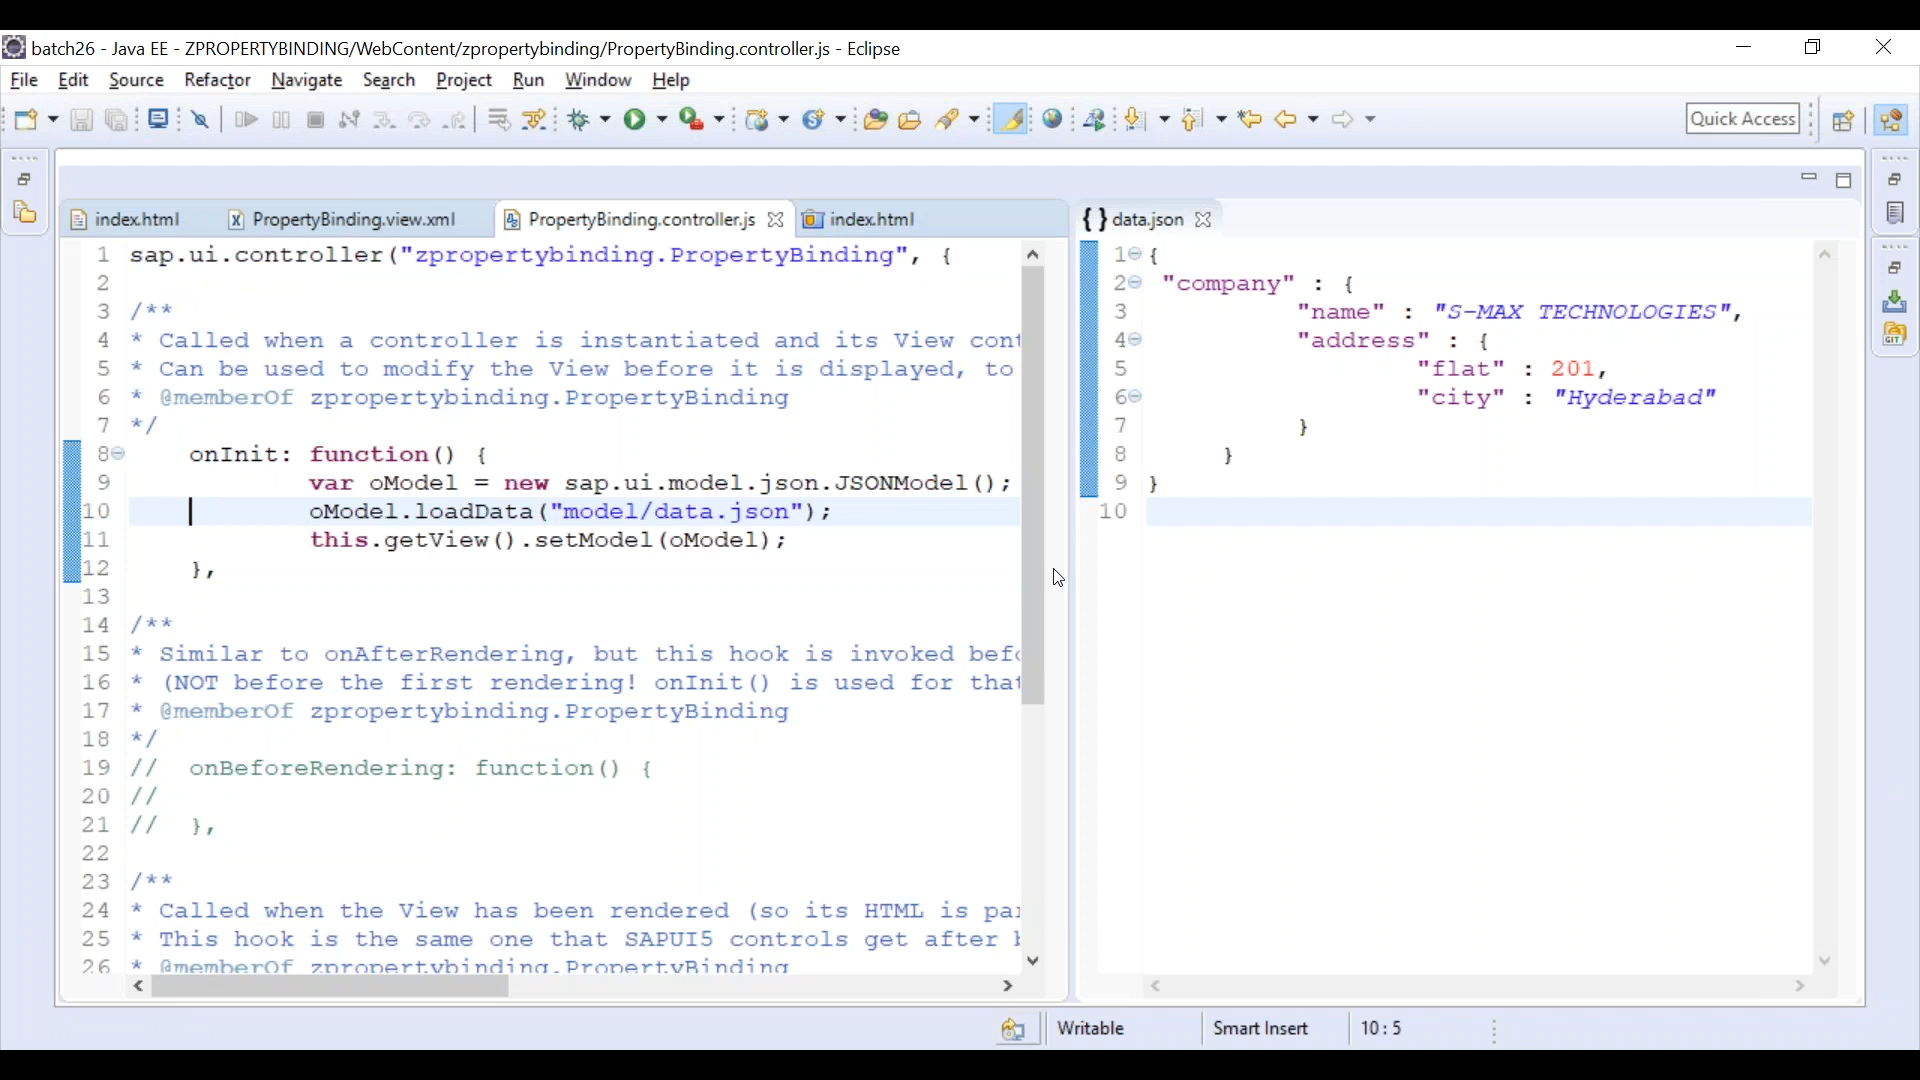 batch26 - Java EE - ZPROPERTYBINDING/WebContent/zpropertybinding/PropertyBinding.controller.js - Eclipse
File Edit Source Refactor Navigate Search Project Run Window Help
Quick Access
index.html PropertyBinding.view.xml PropertyBinding.controller.js index.html
1 sap.ui.controller("zpropertybinding.PropertyBinding", {
2
3 /**
4 * Called when a controller is instantiated and its View cont
5 * Can be used to modify the View before it is displayed, to
6 * @memberOf zpropertybinding.PropertyBinding
7 */
8 onInit: function() {
9 var oModel = new sap.ui.model.json.JSONModel();
10 oModel.loadData("model/data.json");
11 this.getView().setModel(oModel);
12 },
13
14 /**
15 * Similar to onAfterRendering, but this hook is invoked befo
16 * (NOT before the first rendering! onInit() is used for that
17 * @memberOf zpropertybinding.PropertyBinding
18 */
19 // onBeforeRendering: function() {
20 //
21 // },
22
23 /**
24 * Called when the View has been rendered (so its HTML is par
25 * This hook is the same one that SAPUI5 controls get after
26 * @memberOf zpropertybinding.PropertyBinding
{ } data.json
1 {
2 "company" : {
3 "name" : "S-MAX TECHNOLOGIES",
4 "address" : {
5 "flat" : 201,
6 "city" : "Hyderabad"
7 }
8 }
9 }
10
GIT
Writable Smart Insert 10 : 5